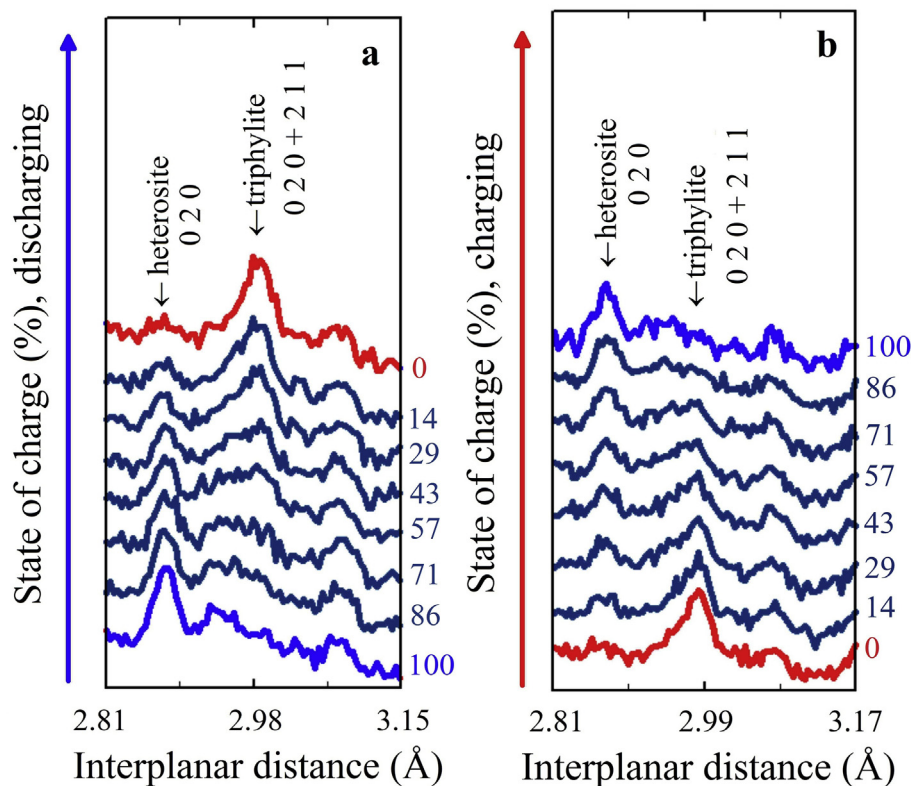 a
State of charge (%), discharging
←heterosite
0 2 0
←triphylite
0 2 0 + 2 1 1
0
14
29
43
57
71
86
100
2.81
2.98
3.15
Interplanar distance (Å)
b
State of charge (%), charging
←heterosite
0 2 0
←triphylite
0 2 0 + 2 1 1
100
86
71
57
43
29
14
0
2.81
2.99
3.17
Interplanar distance (Å)